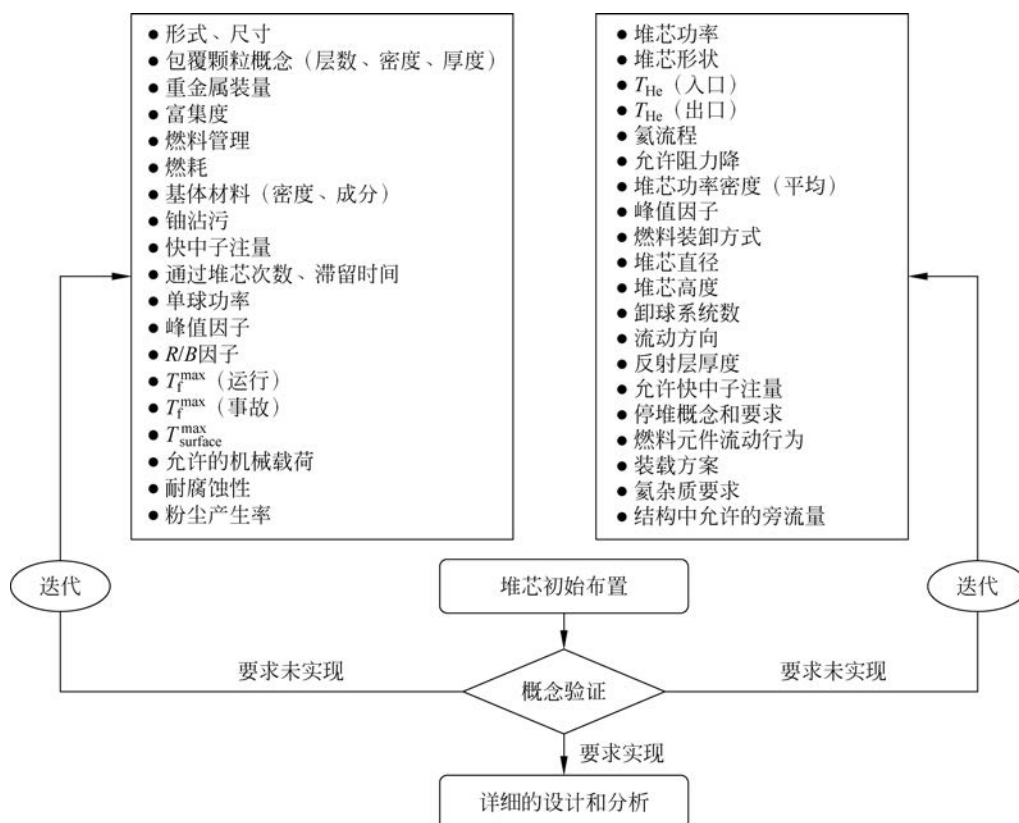 ● 形式、尺寸
● 包覆颗粒概念（层数、密度、厚度）
● 重金属装量
● 富集度
● 燃料管理
● 燃耗
● 基体材料（密度、成分）
● 铀沾污
● 快中子注量
● 通过堆芯次数、滞留时间
● 单球功率
● 峰值因子
● R/B因子
● T_f^max（运行）
● T_f^max（事故）
● T_surface^max
● 允许的机械载荷
● 耐腐蚀性
● 粉尘产生率
● 堆芯功率
● 堆芯形状
● T_He（入口）
● T_He（出口）
● 氦流程
● 允许阻力降
● 堆芯功率密度（平均）
● 峰值因子
● 燃料装卸方式
● 堆芯直径
● 堆芯高度
● 卸球系统数
● 流动方向
● 反射层厚度
● 允许快中子注量
● 停堆概念和要求
● 燃料元件流动行为
● 装载方案
● 氦杂质要求
● 结构中允许的旁流量
迭代
堆芯初始布置
迭代
要求未实现
概念验证
要求未实现
要求实现
详细的设计和分析